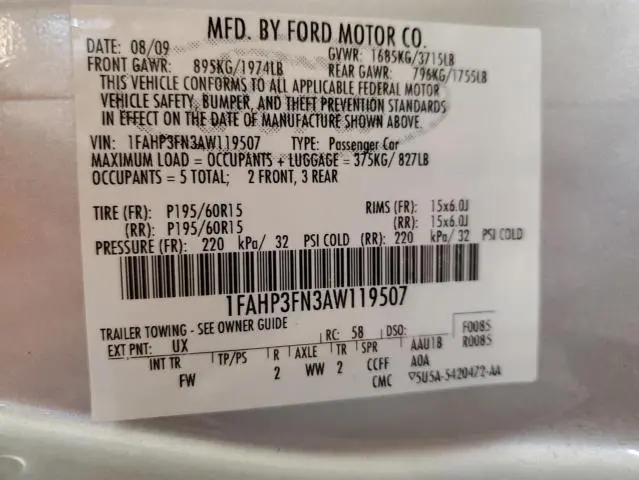 MFD. BY FORD MOTOR CO.
DATE: 08/09 GVWR: 1685KG/3715LB
FRONT GAWR: 895KG/1974LB REAR GAWR: 796KG/1755LB
THIS VEHICLE CONFORMS TO ALL APPLICABLE FEDERAL MOTOR
VEHICLE SAFETY, BUMPER, AND THEFT PREVENTION STANDARDS
IN EFFECT ON THE DATE OF MANUFACTURE SHOWN ABOVE.
VIN: 1FAHP3FN3AW119507 TYPE: Passenger Car
MAXIMUM LOAD = OCCUPANTS + LUGGAGE = 375KG/ 827LB
OCCUPANTS = 5 TOTAL; 2 FRONT, 3 REAR
TIRE (FR): P195/60R15 RIMS (FR): 15x6.0J
(RR): P195/60R15 (RR): 15x6.0J
PRESSURE (FR): 220 kPa/ 32 PSI COLD (RR): 220 kPa/ 32 PSI COLD
1FAHP3FN3AW119507
TRAILER TOWING - SEE OWNER GUIDE
EXT PNT: UX RC: 58 DSO: F0085
R0085
INT TR TP/PS R AXLE TR SPR AAU18
FW 2 WW 2 CCFF A0A
CMC ▽5U5A-5420472-AA